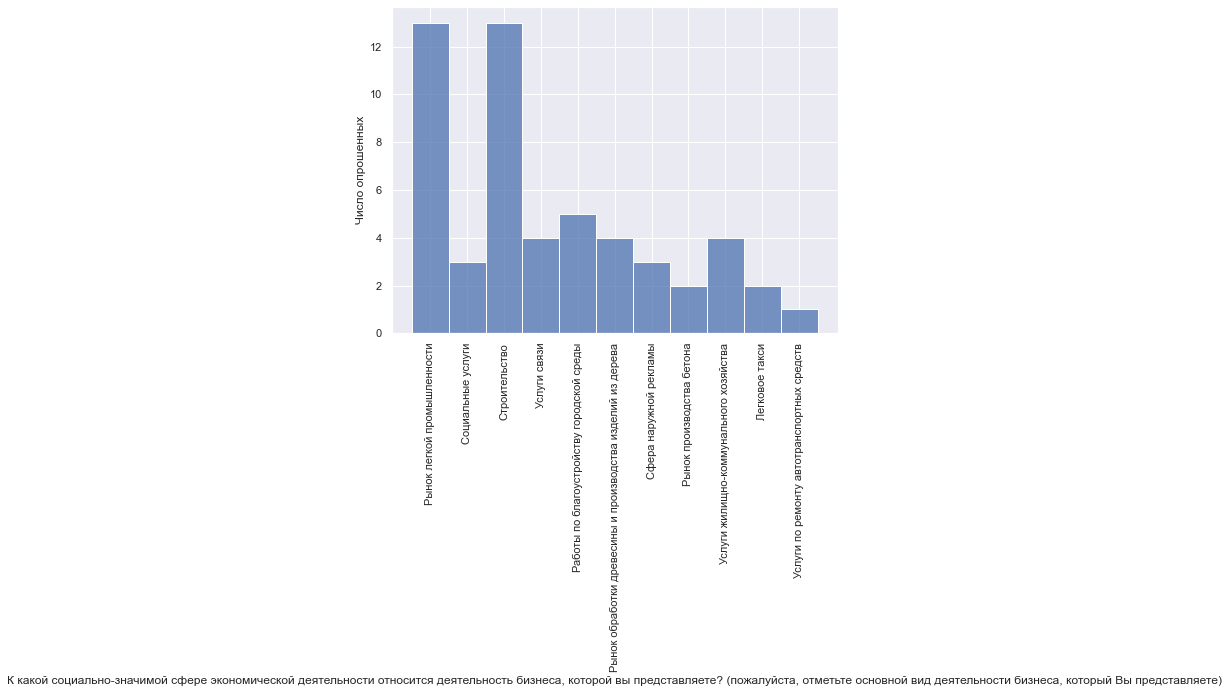 12
10
8
6
4
2
0
Число опрошенных
Рынок легкой промышленности
Социальные услуги
Строительство
Услуги связи
Работы по благоустройству городской среды
Рынок обработки древесины и производства изделий из дерева
Сфера наружной рекламы
Рынок производства бетона
Услуги жилищно-коммунального хозяйства
Легковое такси
Услуги по ремонту автотранспортных средств
К какой социально-значимой сфере экономической деятельности относится деятельность бизнеса, которой вы представляете? (пожалуйста, отметьте основной вид деятельности бизнеса, который Вы представляете)